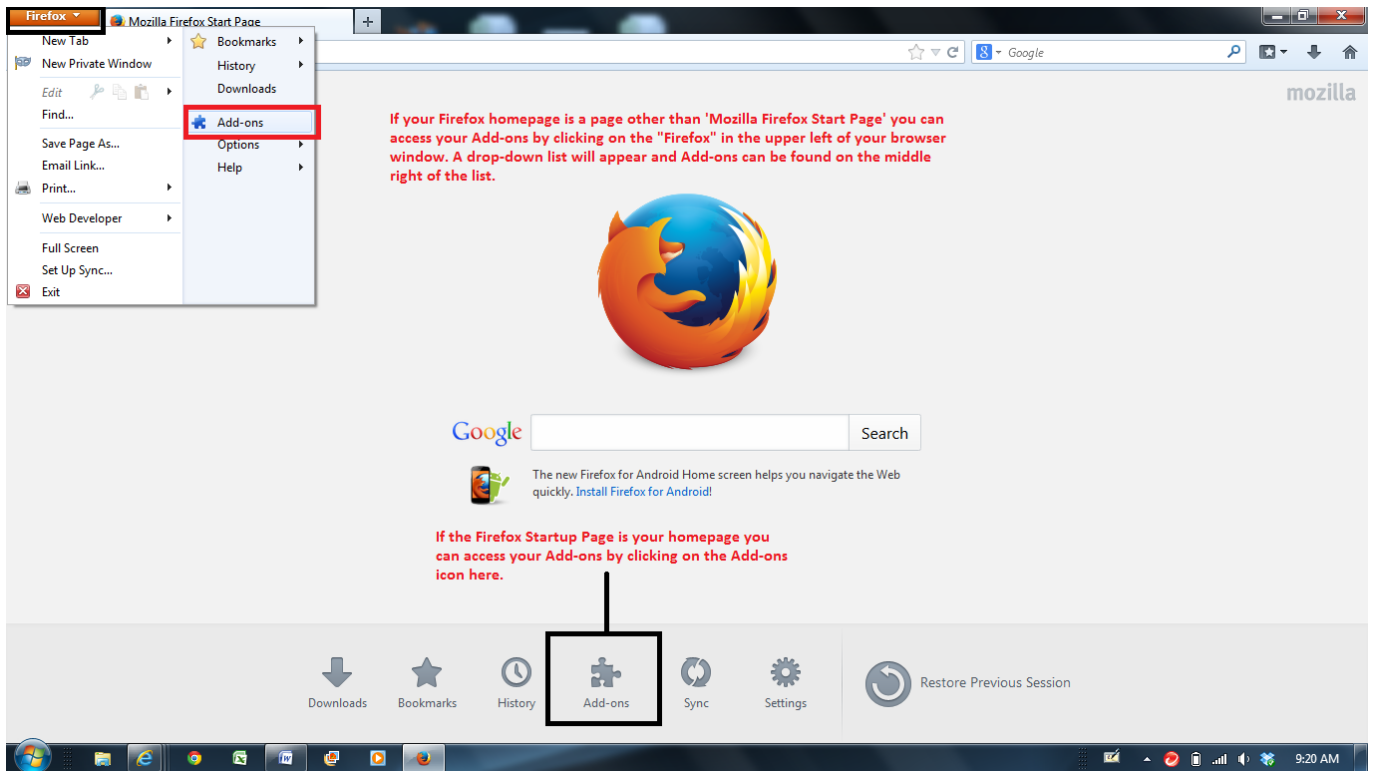 Firefox
Mozilla Firefox Start Page
+
New Tab
New Private Window
Edit
Find...
Save Page As...
Email Link...
Print...
Web Developer
Full Screen
Set Up Sync...
Exit
Bookmarks
History
Downloads
Add-ons
Options
Help
8
Google
mozilla
If your Firefox homepage is a page other than 'Mozilla Firefox Start Page' you can
access your Add-ons by clicking on the "Firefox" in the upper left of your browser
window. A drop-down list will appear and Add-ons can be found on the middle
right of the list.
Google
Search
The new Firefox for Android Home screen helps you navigate the Web
quickly. Install Firefox for Android!
If the Firefox Startup Page is your homepage you
can access your Add-ons by clicking on the Add-ons
icon here.
Downloads
Bookmarks
History
Add-ons
Sync
Settings
Restore Previous Session
9:20 AM